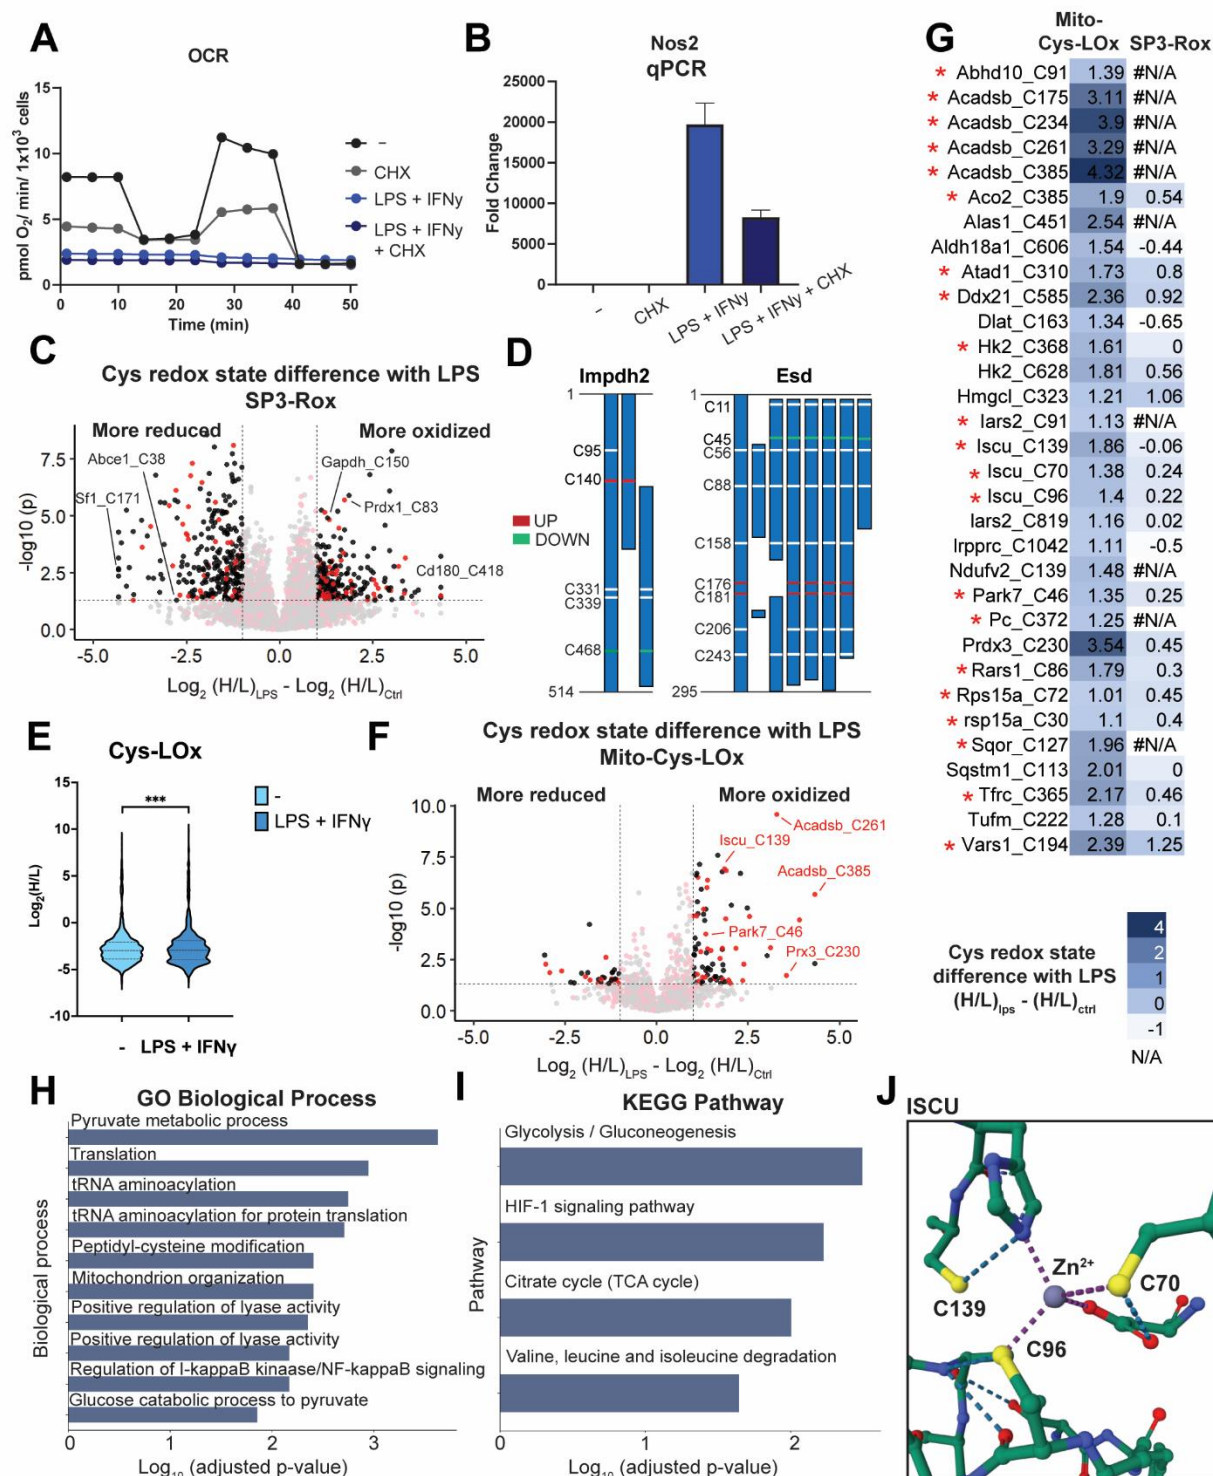 A
OCR
pmol O2/ min/ 1x10³ cells
15
10
5
0
0 10 20 30 40 50
Time (min)
-
CHX
LPS + IFNy
LPS + IFNy
+ CHX
B
Nos2
qPCR
Fold Change
25000
20000
15000
10000
5000
0
-
CHX
LPS + IFNy
LPS + IFNy + CHX
C
Cys redox state difference with LPS
SP3-Rox
More reduced
More oxidized
Abce1_C38
Gapdh_C150
Sf1_C171
Prdx1_C83
Cd180_C418
-log10 (p)
7.5
5.0
2.5
0.0
-5.0 -2.5 0.0 2.5 5.0
Log2 (H/L)LPS - Log2 (H/L)Ctrl
D
Impdh2
1
C95
C140
C331
C339
C468
514
UP
DOWN
Esd
1
C11
C45
C56
C88
C158
C176
C181
C206
C243
295
E
Cys-LOx
Log2(H/L)
15
10
5
0
-5
-10
***
-
LPS + IFNγ
- LPS + IFNγ
F
Cys redox state difference with LPS
Mito-Cys-LOx
More reduced
More oxidized
Acadsb_C261
Iscu_C139
Acadsb_C385
Park7_C46
Prx3_C230
-log10 (p)
10.0
7.5
5.0
2.5
0.0
-5.0 -2.5 0.0 2.5 5.0
Log2 (H/L)LPS - Log2 (H/L)Ctrl
G
Mito-
Cys-LOx SP3-Rox
* Abhd10_C91 1.39 #N/A
* Acadsb_C175 3.11 #N/A
* Acadsb_C234 3.9 #N/A
* Acadsb_C261 3.29 #N/A
* Acadsb_C385 4.32 #N/A
* Aco2_C385 1.9 0.54
Alas1_C451 2.54 #N/A
Aldh18a1_C606 1.54 -0.44
* Atad1_C310 1.73 0.8
* Ddx21_C585 2.36 0.92
Dlat_C163 1.34 -0.65
* Hk2_C368 1.61 0
Hk2_C628 1.81 0.56
Hmgcl_C323 1.21 1.06
* Iars2_C91 1.13 #N/A
* Iscu_C139 1.86 -0.06
* Iscu_C70 1.38 0.24
* Iscu_C96 1.4 0.22
Iars2_C819 1.16 0.02
lrpprc_C1042 1.11 -0.5
Ndufv2_C139 1.48 #N/A
* Park7_C46 1.35 0.25
* Pc_C372 1.25 #N/A
Prdx3_C230 3.54 0.45
* Rars1_C86 1.79 0.3
* Rps15a_C72 1.01 0.45
* rsp15a_C30 1.1 0.4
* Sqor_C127 1.96 #N/A
Sqstm1_C113 2.01 0
* Tfrc_C365 2.17 0.46
Tufm_C222 1.28 0.1
* Vars1_C194 2.39 1.25
Cys redox state
difference with LPS
(H/L)lps - (H/L)ctrl
4
2
1
0
-1
N/A
H
GO Biological Process
Biological process
Pyruvate metabolic process
Translation
tRNA aminoacylation
tRNA aminoacylation for protein translation
Peptidyl-cysteine modification
Mitochondrion organization
Positive regulation of lyase activity
Positive regulation of lyase activity
Regulation of I-kappaB kinase/NF-kappaB signaling
Glucose catabolic process to pyruvate
0 1 2 3
Log10 (adjusted p-value)
I
KEGG Pathway
Pathway
Glycolysis / Gluconeogenesis
HIF-1 signaling pathway
Citrate cycle (TCA cycle)
Valine, leucine and isoleucine degradation
0 1 2
Log10 (adjusted p-value)
J
ISCU
Zn2+
C70
C139
C96